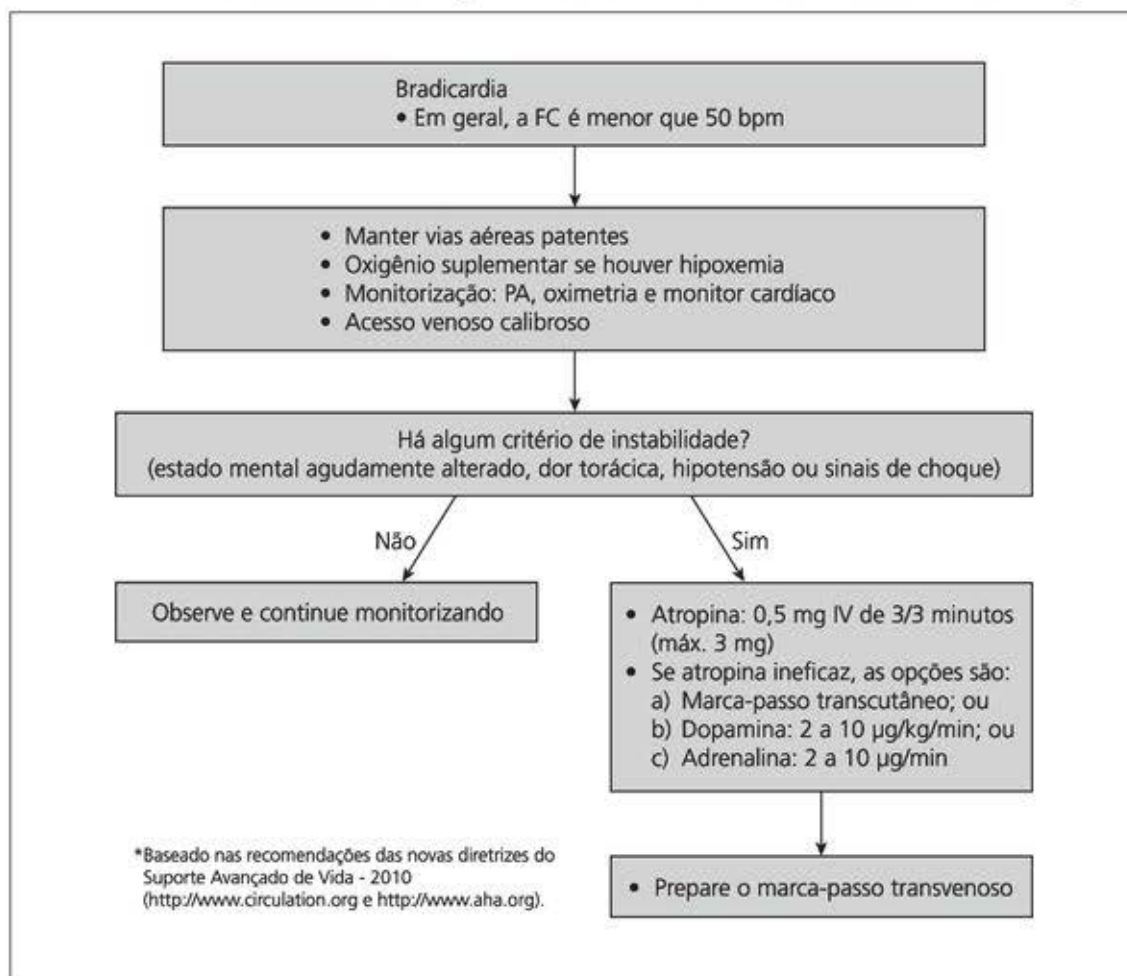 Bradicardia
• Em geral, a FC é menor que 50 bpm
• Manter vias aéreas patentes
• Oxigênio suplementar se houver hipoxemia
• Monitorização: PA, oximetria e monitor cardíaco
• Acesso venoso calibroso
Há algum critério de instabilidade?
(estado mental agudamente alterado, dor torácica, hipotensão ou sinais de choque)
Não
Sim
Observe e continue monitorizando
• Atropina: 0,5 mg IV de 3/3 minutos
(máx. 3 mg)
• Se atropina ineficaz, as opções são:
a) Marca-passo transcutâneo; ou
b) Dopamina: 2 a 10 µg/kg/min; ou
c) Adrenalina: 2 a 10 µg/min
• Prepare o marca-passo transvenoso
*Baseado nas recomendações das novas diretrizes do
Suporte Avançado de Vida - 2010
(http://www.circulation.org e http://www.aha.org).